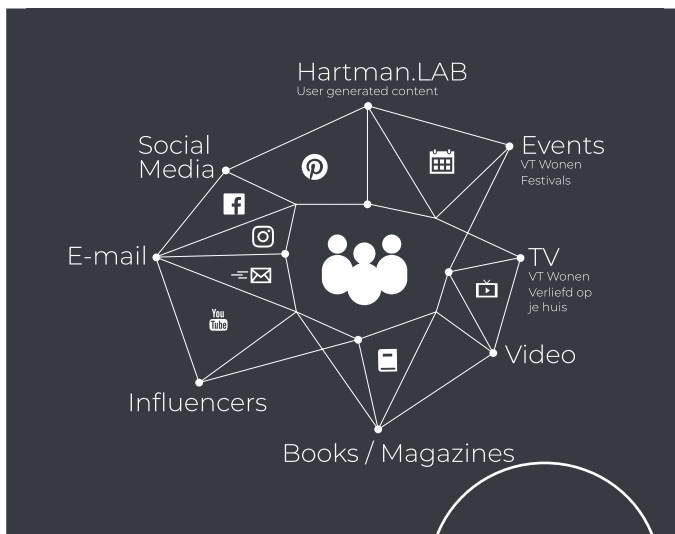 Hartman.LAB
User generated content
Social
Media
Events
VT Wonen
Festivals
E-mail
TV
VT Wonen
Verliefd op
je huis
You
Tube
Video
Influencers
Books / Magazines